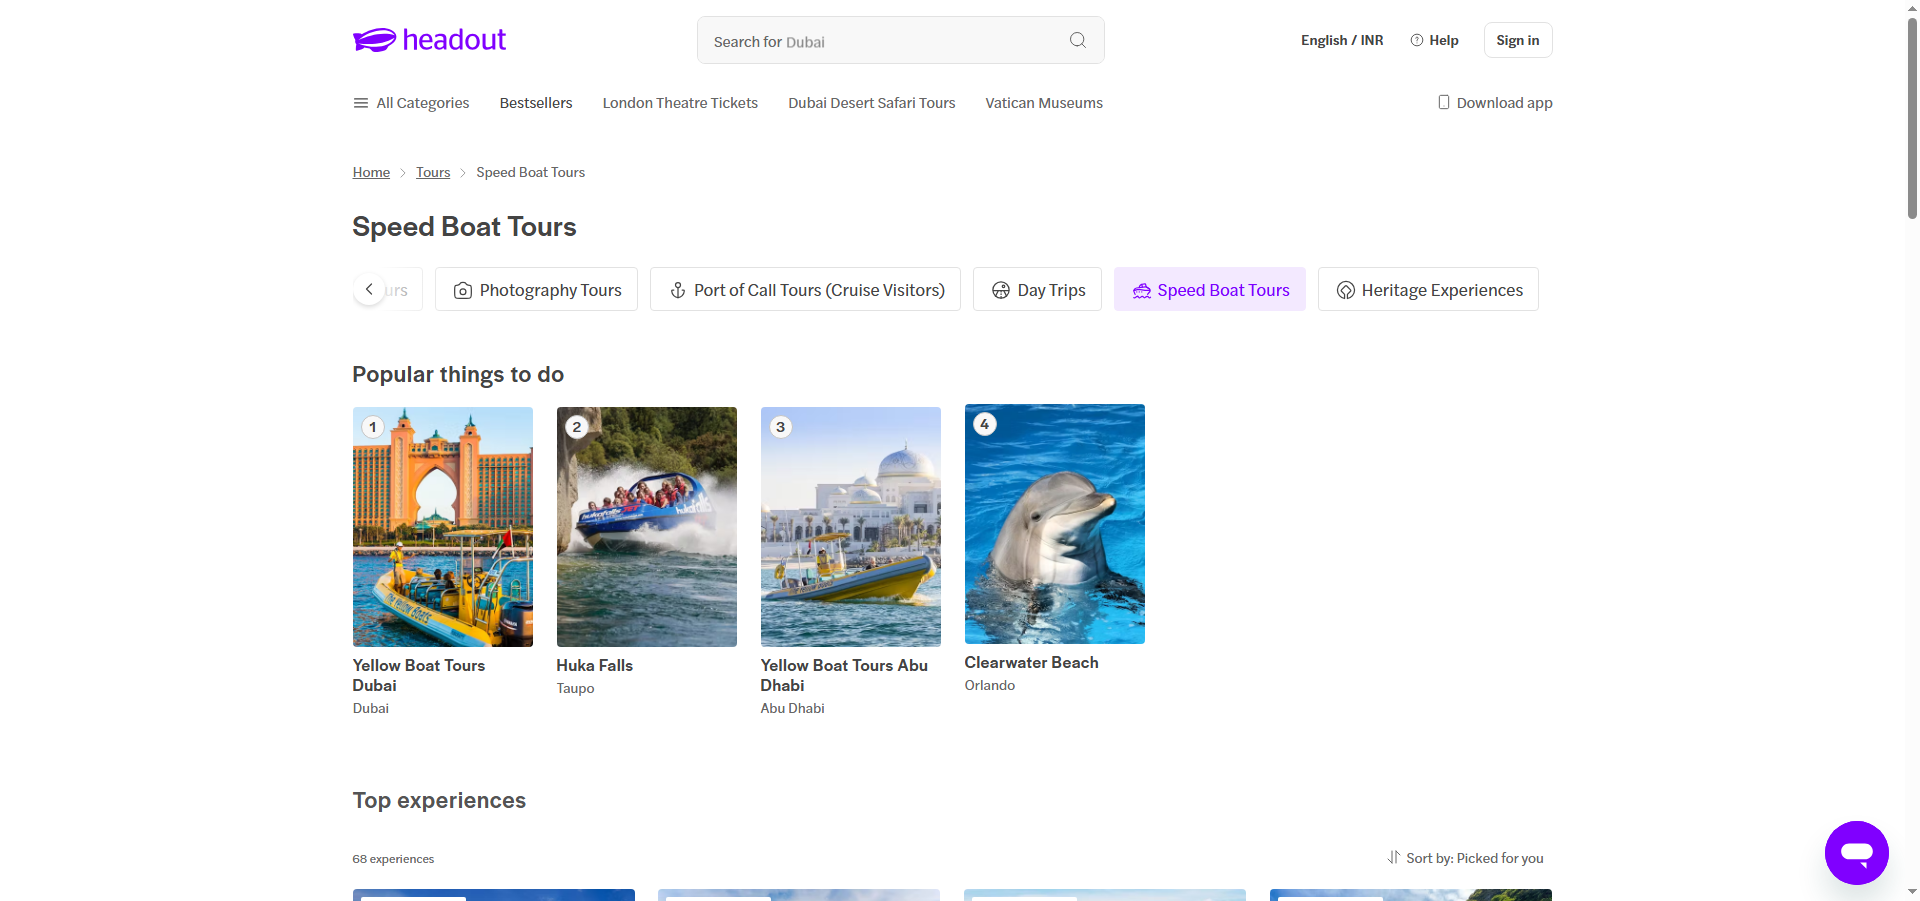 headout
Search for Dubai
English / INR
Help
Sign in
All Categories
Bestsellers
London Theatre Tickets
Dubai Desert Safari Tours
Vatican Museums
Download app
Home
Tours
Speed Boat Tours
Speed Boat Tours
Photography Tours
Port of Call Tours (Cruise Visitors)
Day Trips
Speed Boat Tours
Heritage Experiences
Popular things to do
1
2
3
4
Yellow Boat Tours
Dubai
Dubai
Huka Falls
Taupo
Yellow Boat Tours Abu
Dhabi
Abu Dhabi
Clearwater Beach
Orlando
Top experiences
68 experiences
Sort by: Picked for you